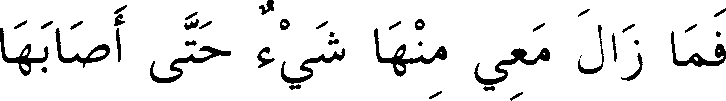 فَمَا زَالَ مَعِي مِنْهَا شَيْءٌ حَتَّى أَصَابَهَا